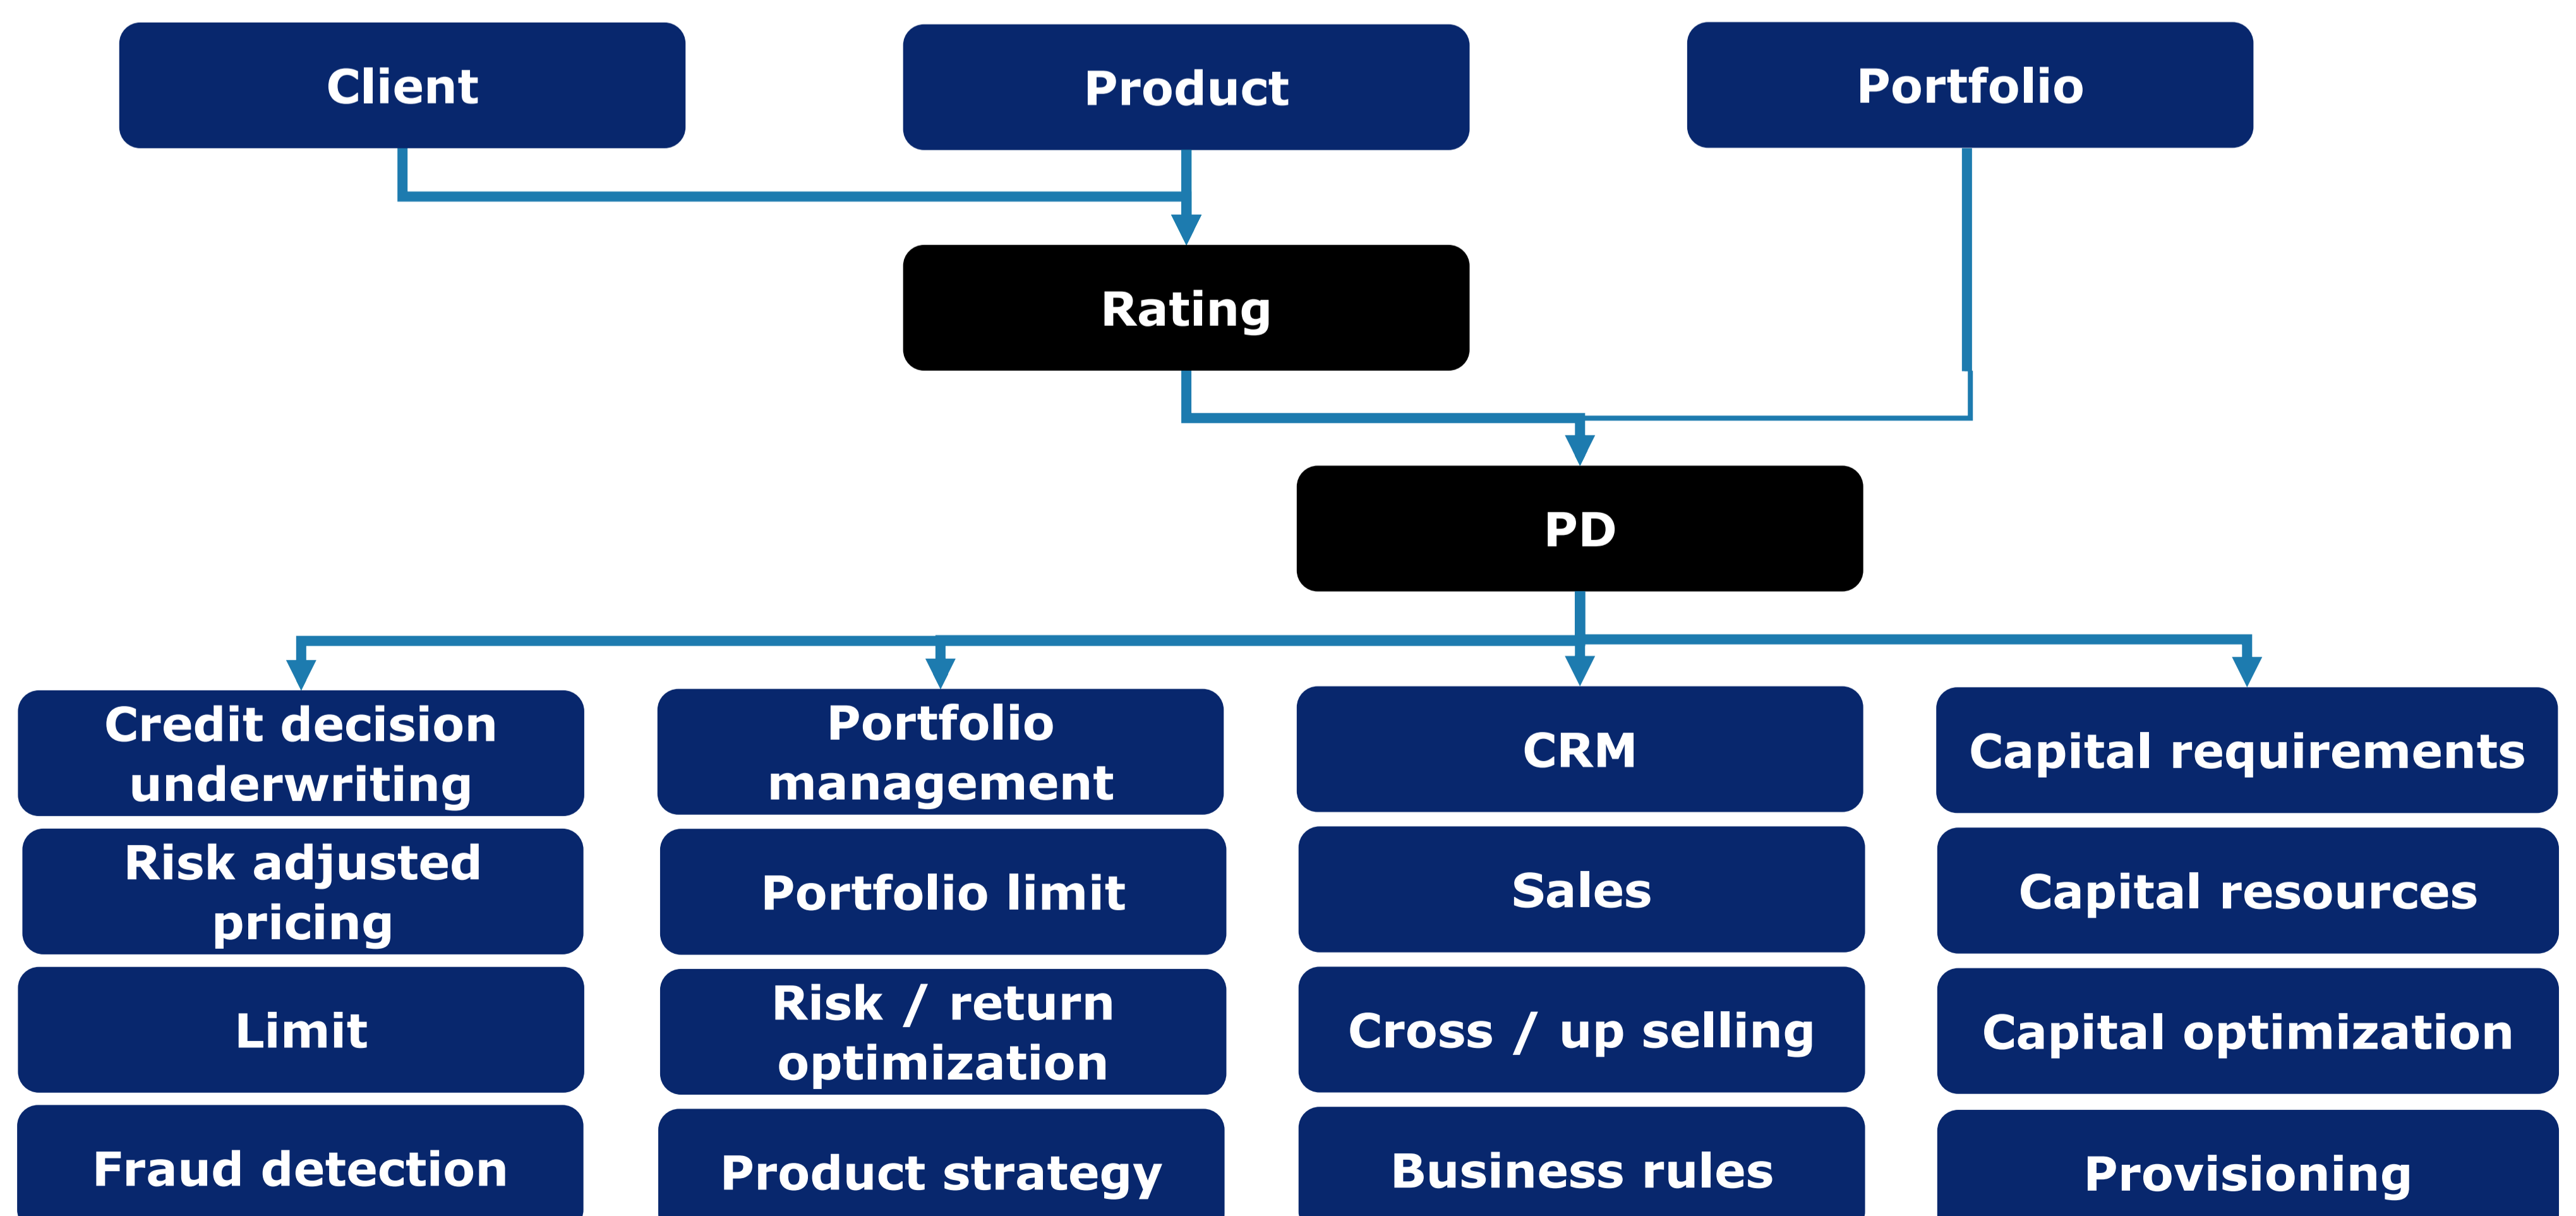 Client
Product
Portfolio
Rating
PD
Credit decision
underwriting
Portfolio
management
CRM
Capital requirements
Risk adjusted
pricing
Portfolio limit
Sales
Capital resources
Limit
Risk / return
optimization
Cross / up selling
Capital optimization
Fraud detection
Product strategy
Business rules
Provisioning